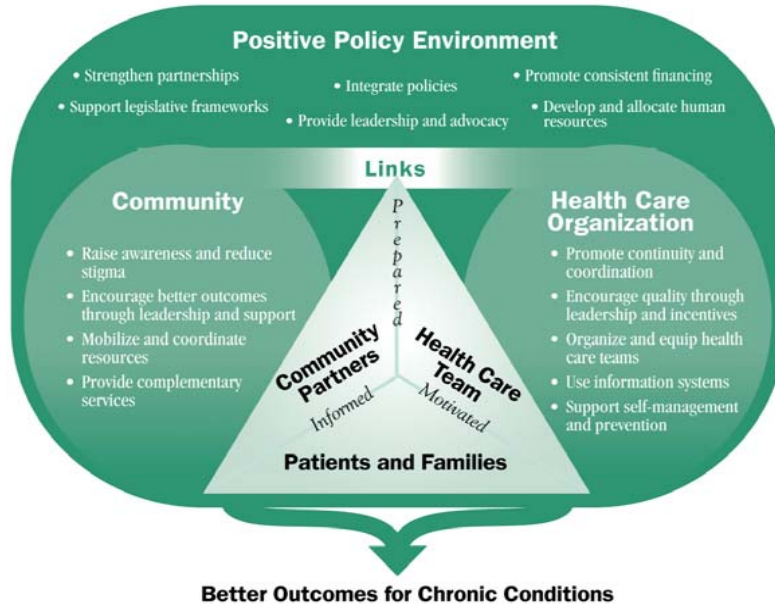 Positive Policy Environment
• Strengthen partnerships
• Support legislative frameworks
• Integrate policies
• Provide leadership and advocacy
• Promote consistent financing
• Develop and allocate human
resources
Links
Community
• Raise awareness and reduce
stigma
• Encourage better outcomes
through leadership and support
• Mobilize and coordinate
resources
• Provide complementary
services
Prepared
Community
Partners
Informed
Health Care
Team
Motivated
Patients and Families
Health Care
Organization
• Promote continuity and
coordination
• Encourage quality through
leadership and incentives
• Organize and equip health
care teams
• Use information systems
• Support self-management
and prevention
Better Outcomes for Chronic Conditions